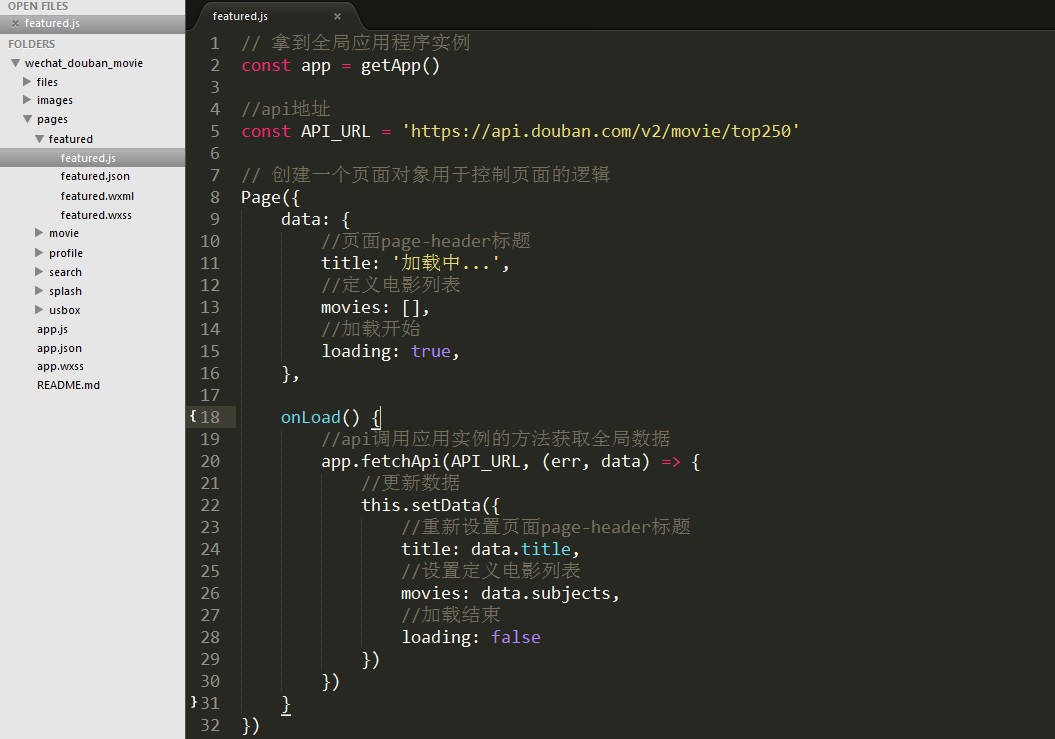 OPEN FILES
× featured.js
FOLDERS
wechat_douban_movie
files
images
pages
featured
featured.js
featured.json
featured.wxml
featured.wxss
movie
profile
search
splash
usbox
app.js
app.json
app.wxss
README.md
featured.js ×
1 // 拿到全局应用程序实例
2 const app = getApp()
3
4 //api地址
5 const API_URL = 'https://api.douban.com/v2/movie/top250'
6
7 // 创建一个页面对象用于控制页面的逻辑
8 Page({
9 data: {
10 //页面page-header标题
11 title: '加载中...',
12 //定义电影列表
13 movies: [],
14 //加载开始
15 loading: true,
16 },
17
{ 18 onLoad() {
19 //api调用应用实例的方法获取全局数据
20 app.fetchApi(API_URL, (err, data) => {
21 //更新数据
22 this.setData({
23 //重新设置页面page-header标题
24 title: data.title,
25 //设置定义电影列表
26 movies: data.subjects,
27 //加载结束
28 loading: false
29 })
30 })
} 31 }
32 })